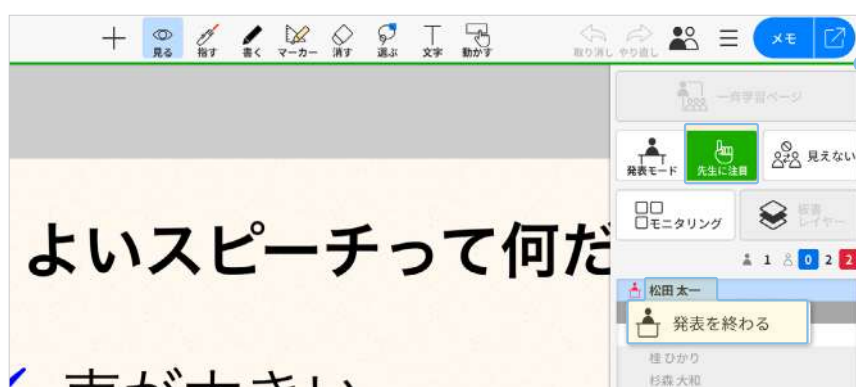 見る 指す 書く マーカー 消す 選ぶ 文字 動かす 取り消し やり直し メモ
一斉学習ページ
発表モード 先生に注目 見えない
モニタリング 板書レイヤー
1 0 2 2
よいスピーチって何だ
松田 太一
発表を終わる
桂 ひかり
杉森 大和